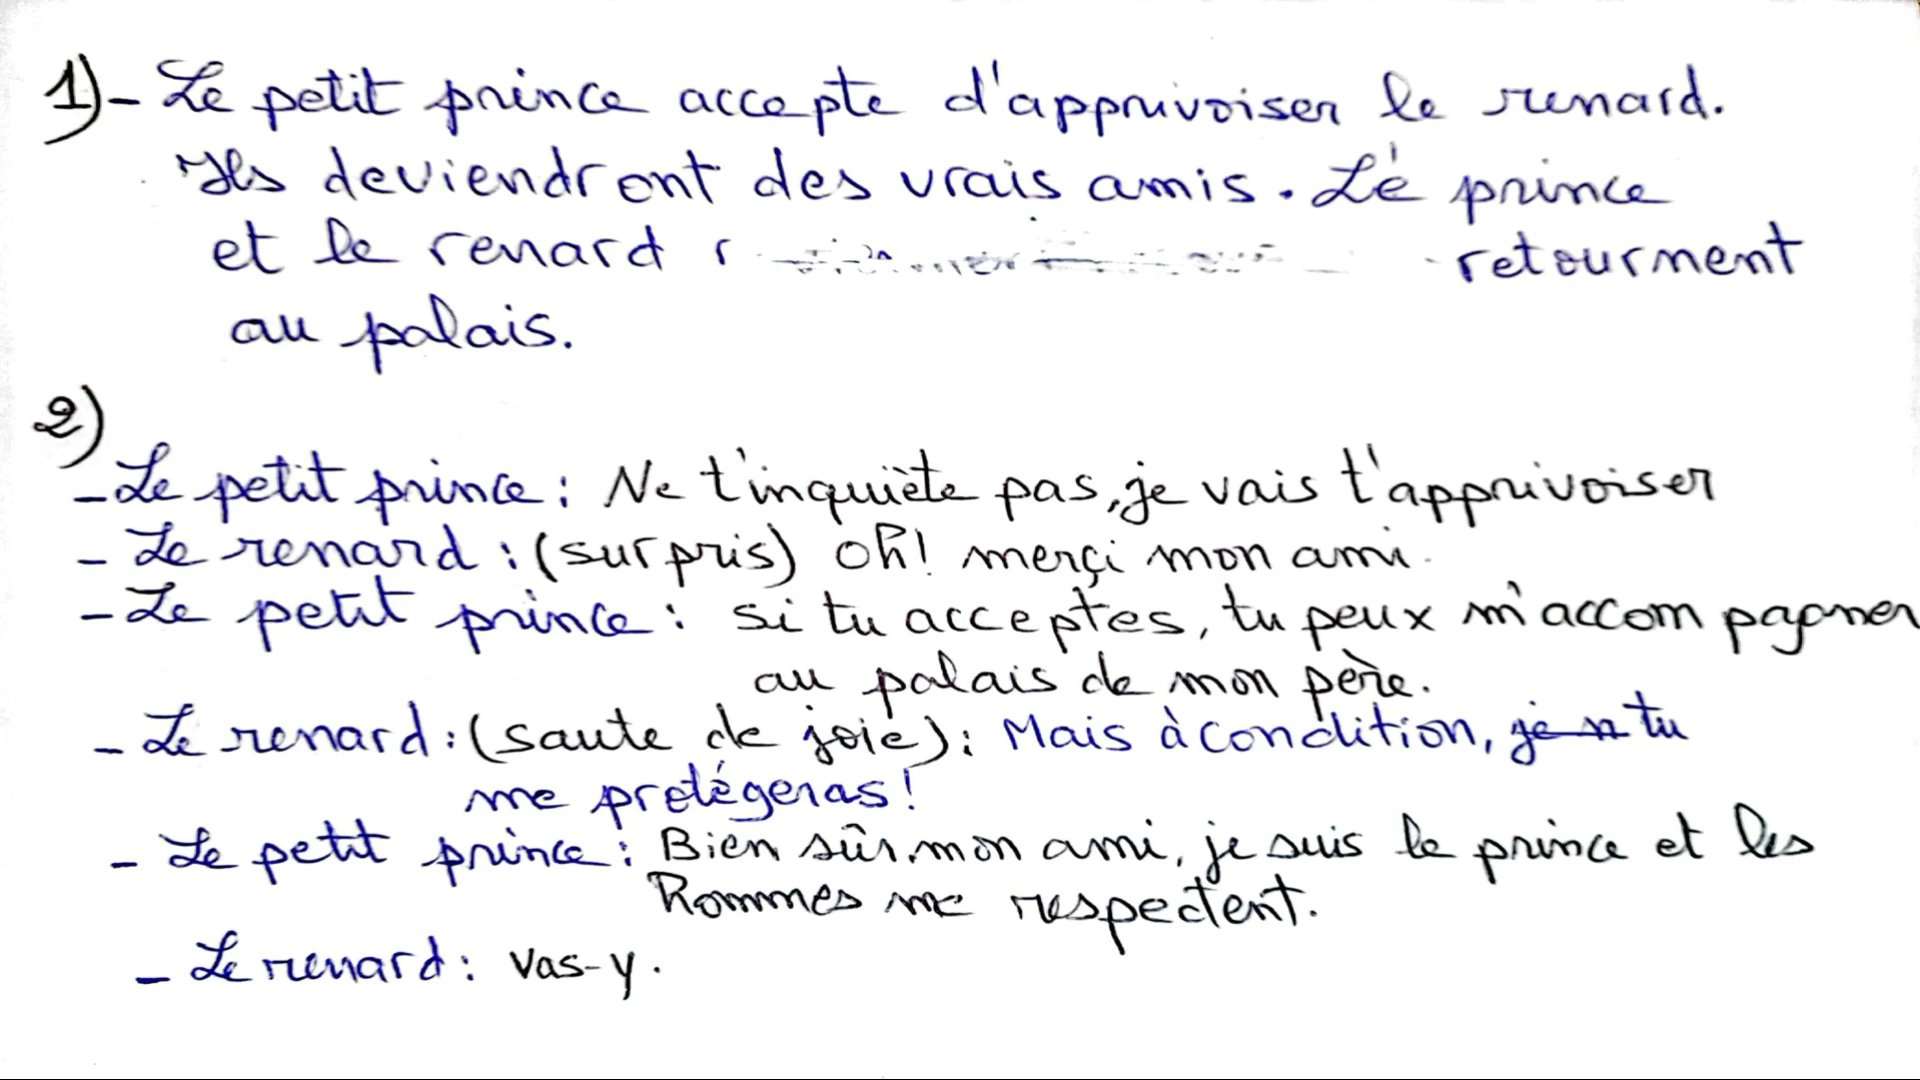 1)- Le petit prince accepte d'apprivoiser le renard.
Ils deviendront des vrais amis. Le prince
et le renard r retournent
au palais.
2)
- Le petit prince : Ne t'inquiète pas, je vais t'apprivoiser
- Le renard : (surpris) oh! merçi mon ami.
- Le petit prince : si tu acceptes, tu peux m'accompagner
au palais de mon père.
- Le renard : (saute de joie) : Mais à condition, je n tu
me protégeras!
- Le petit prince : Bien sûr, mon ami, je suis le prince et les
hommes me respectent.
- Le renard : vas-y.